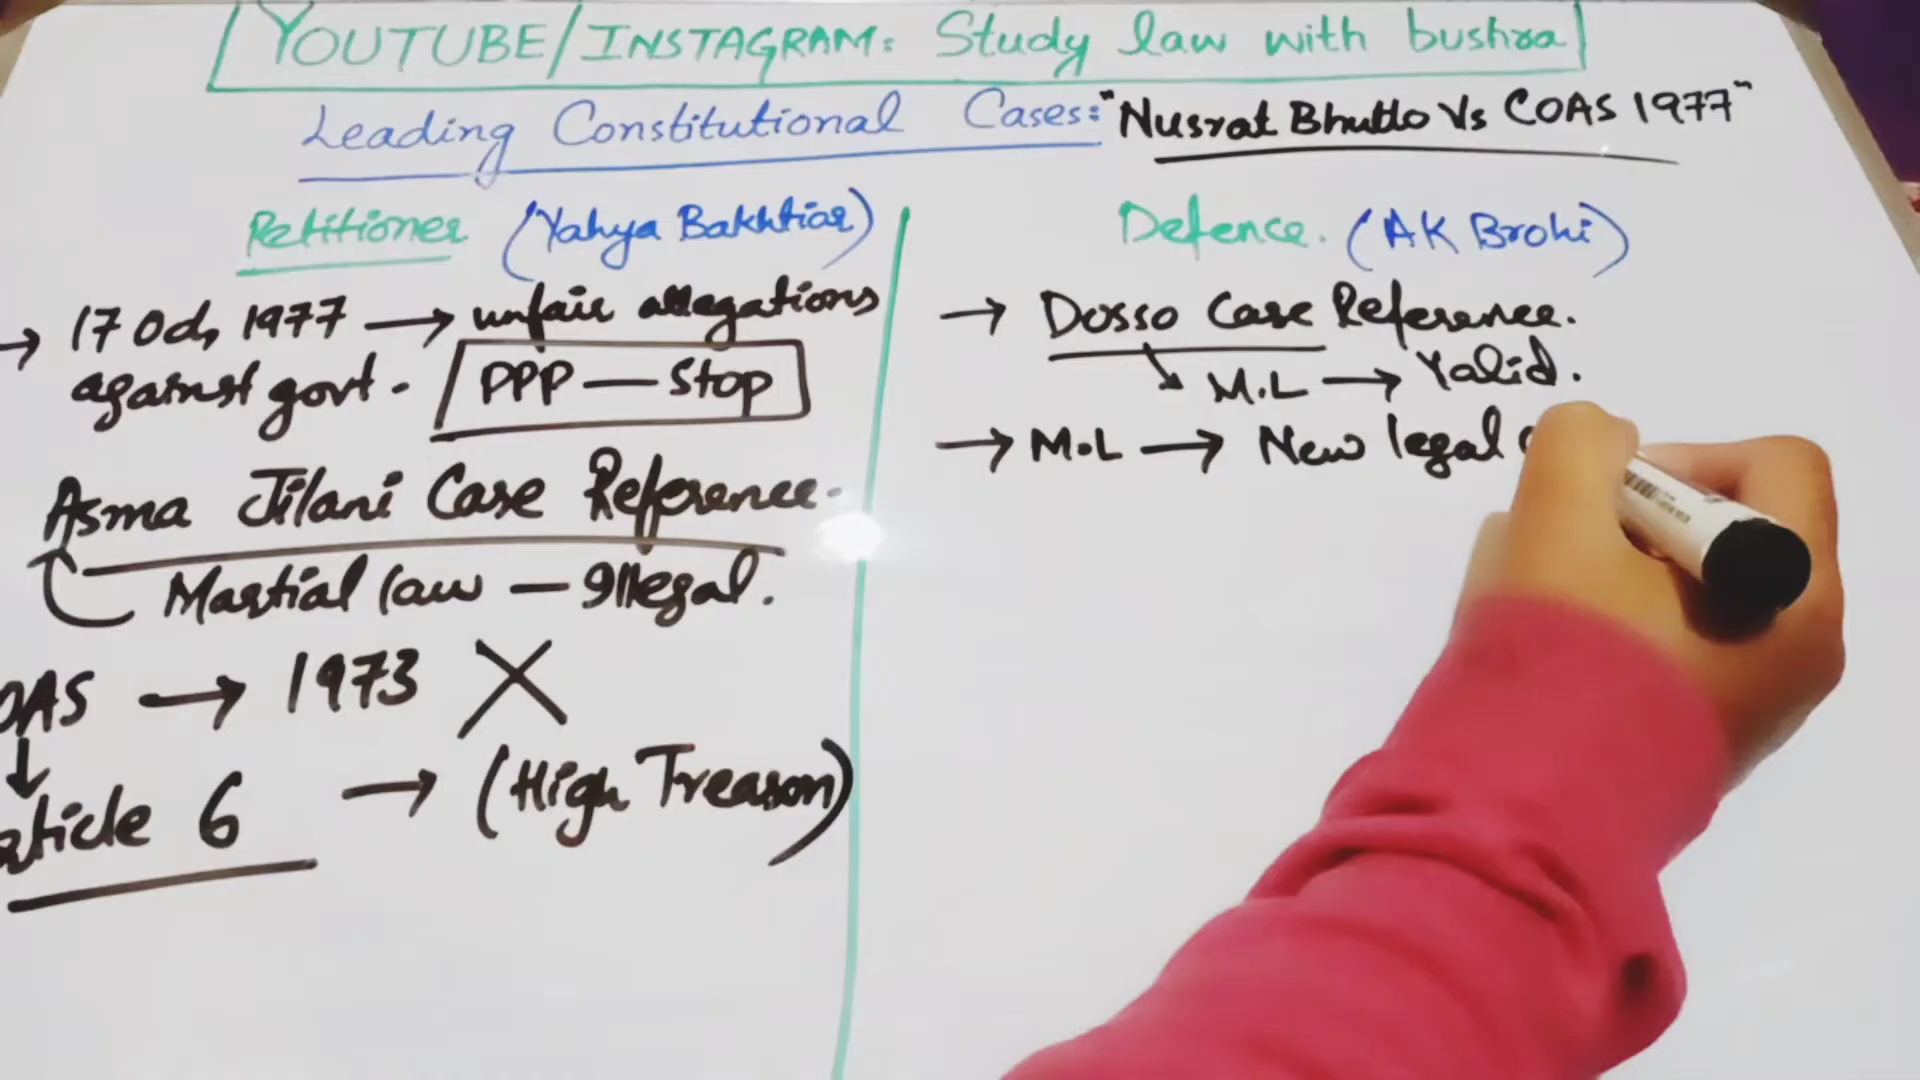 YOUTUBE/INSTAGRAM: Study law with bushra
Leading Constitutional Cases: "Nusrat Bhutto Vs COAS 1977"
Petitioner (Yahya Bakhtiar)
→ 17 Oct, 1977 → unfair allegations
against govt. PPP — Stop
Asma Jilani Case Reference.
Martial law — Illegal.
OAS → 1973 X
↓
rticle 6 → (High Treason)
Defence. (AK Brohi)
→ Dosso Case Reference.
M.L → Valid.
→ M.L → New legal